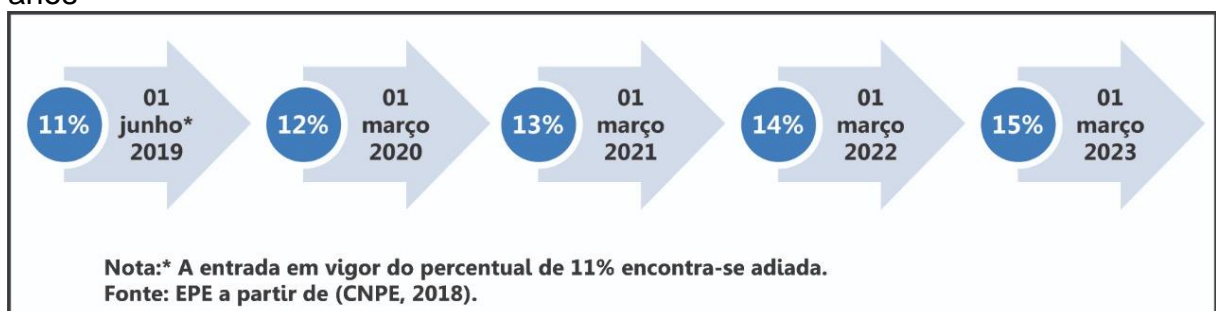 anos
11%
01
junho*
2019
12%
01
março
2020
13%
01
março
2021
14%
01
março
2022
15%
01
março
2023
Nota:* A entrada em vigor do percentual de 11% encontra-se adiada.
Fonte: EPE a partir de (CNPE, 2018).